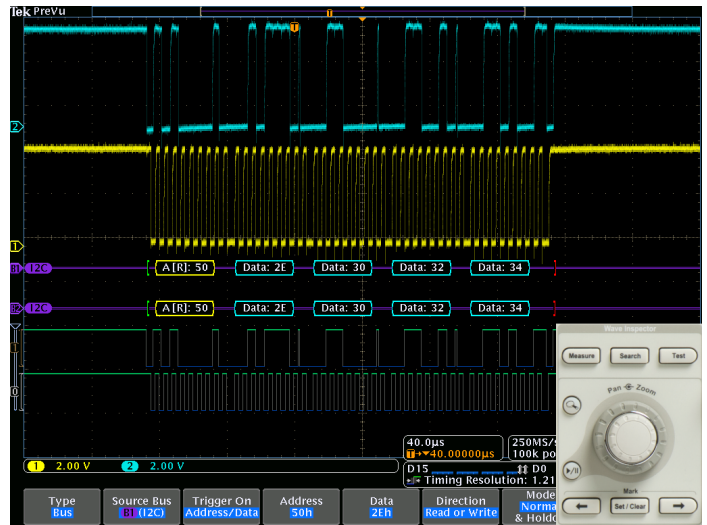 Tek PreVu
T
T
2
1
B1 I2C A [R]: 50 Data: 2E Data: 30 Data: 32 Data: 34
B2 I2C A [R]: 50 Data: 2E Data: 30 Data: 32 Data: 34
1
0
Wave Inspector
Measure Search Test
Pan Zoom
Mark
← Set / Clear →
40.0µs 250MS/s
T→▼40.00000µs 100k po
1 2.00 V 2 2.00 V
D15 D0
Timing Resolution: 1.21
Type Source Bus Trigger On Address Data Direction Mode
Bus B1 (I2C) Address/Data 50h 2Eh Read or Write Norma
& Holdo